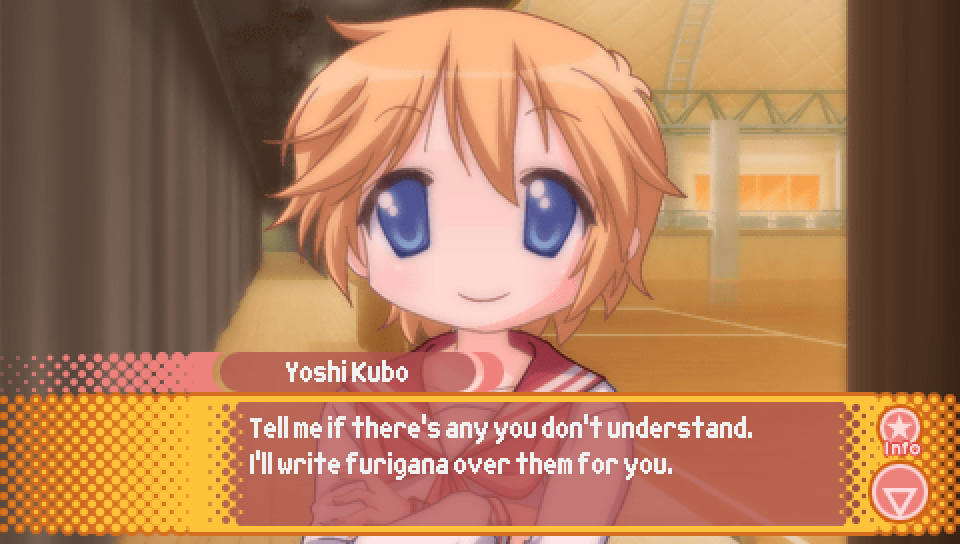 Yoshi Kubo
Tell me if there's any you don't understand.
I'll write furigana over them for you.
Info